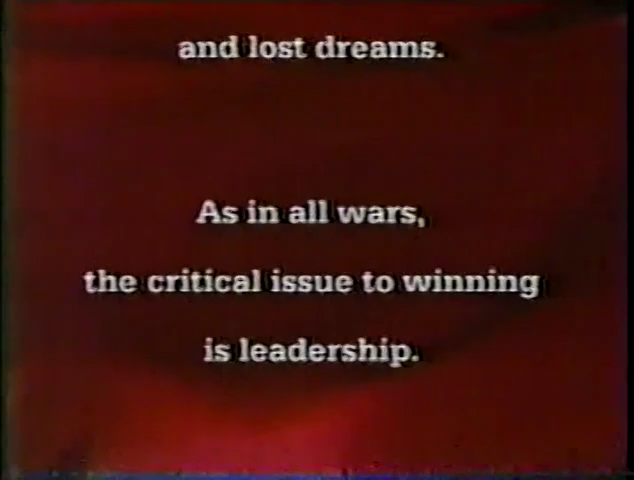 and lost dreams.
As in all wars,
the critical issue to winning
is leadership.